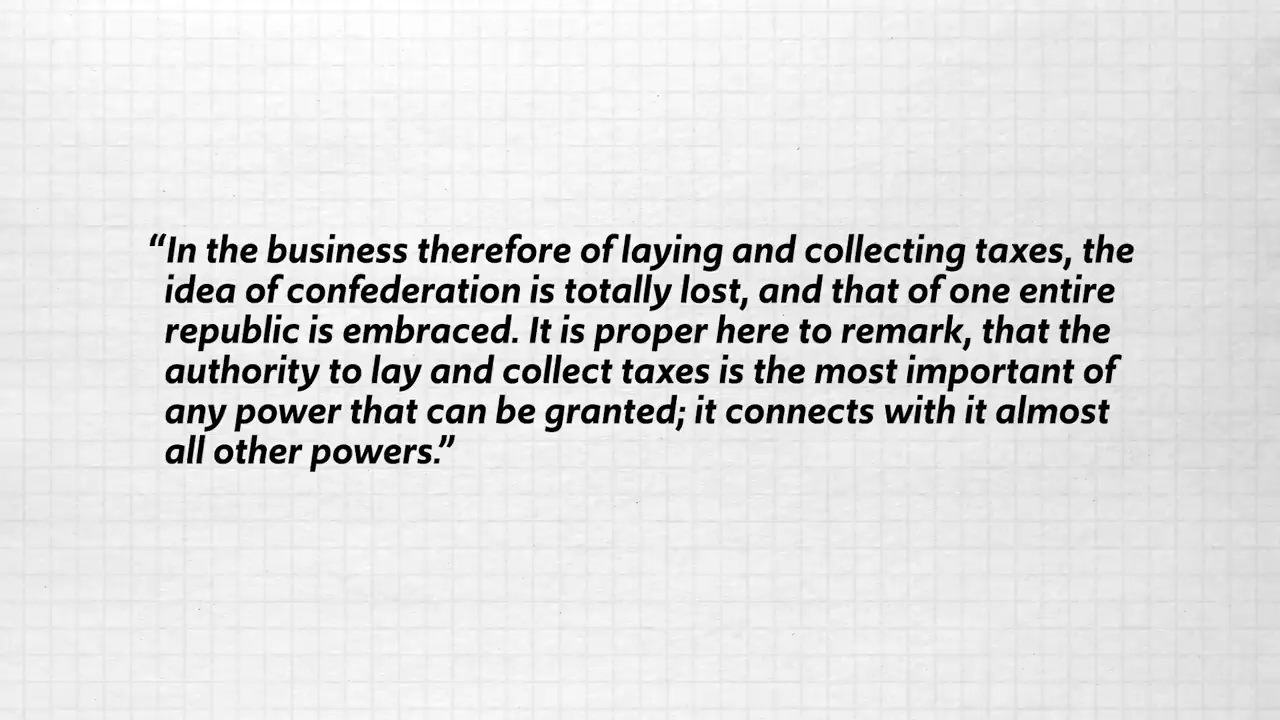 “In the business therefore of laying and collecting taxes, the
idea of confederation is totally lost, and that of one entire
republic is embraced. It is proper here to remark, that the
authority to lay and collect taxes is the most important of
any power that can be granted; it connects with it almost
all other powers.”